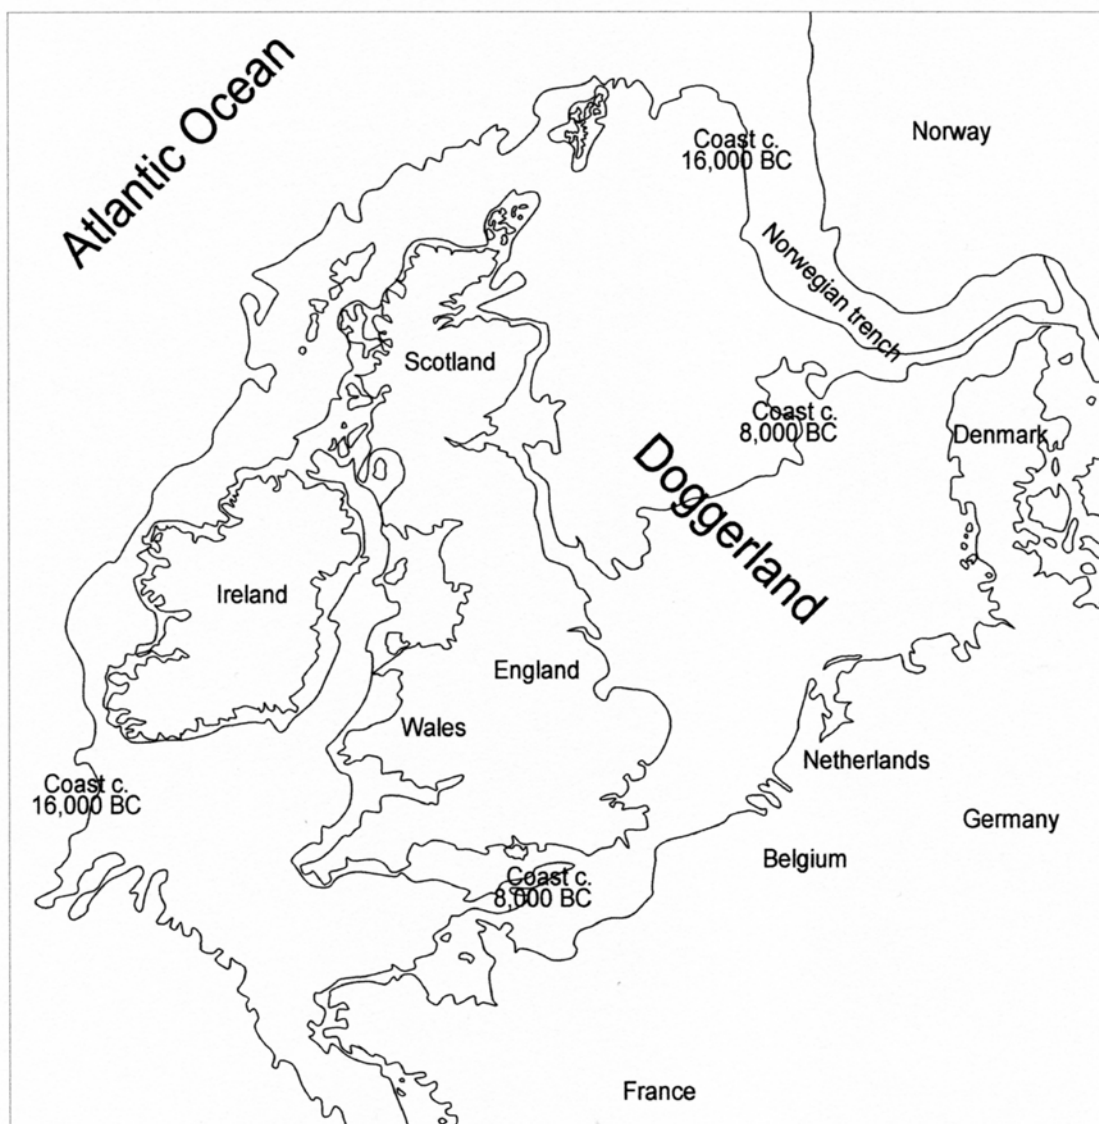 Atlantic Ocean
Coast c.
16,000 BC
Norway
Norwegian trench
Scotland
Coast c.
8,000 BC
Denmark
Doggerland
Ireland
England
Wales
Netherlands
Coast c.
16,000 BC
Germany
Belgium
Coast c.
8,000 BC
France